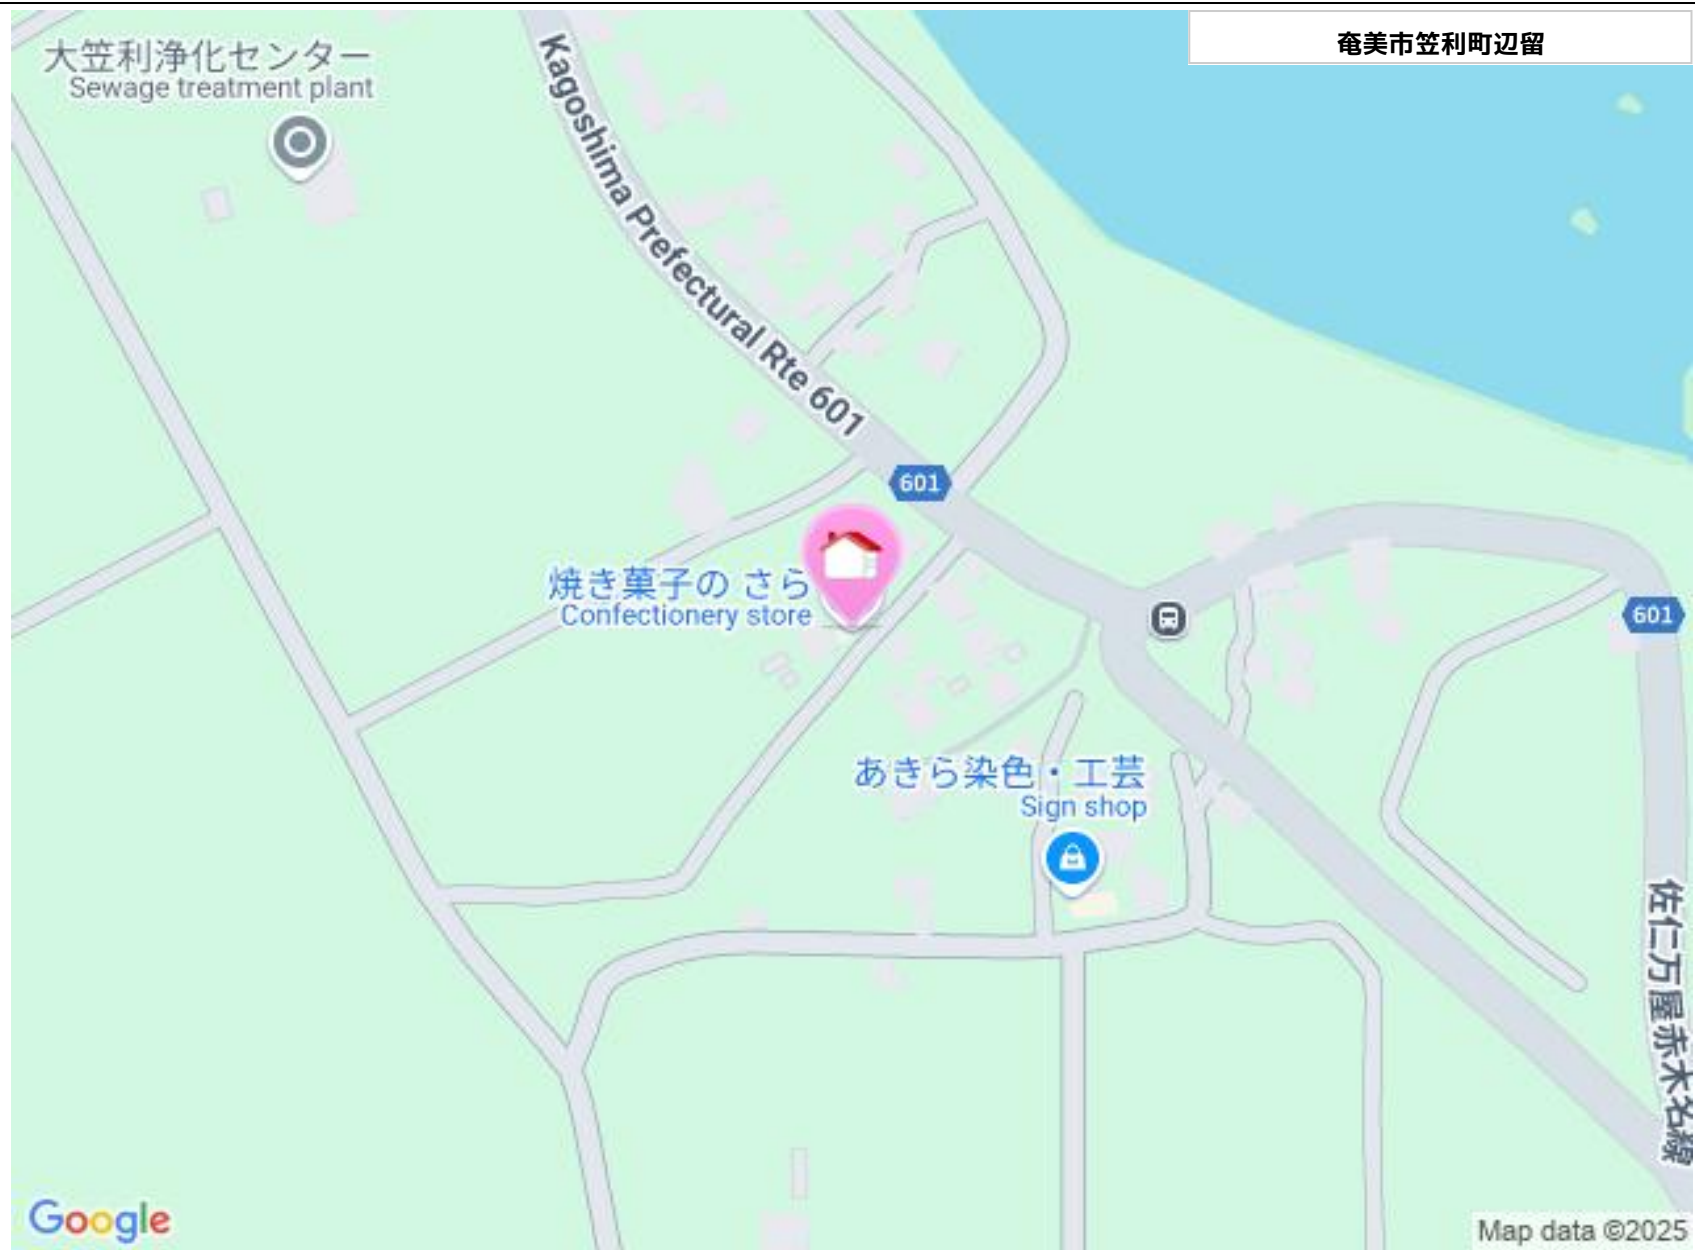 奄美市笠利町辺留
大笠利浄化センター
Sewage treatment plant
Kagoshima Prefectural Rte 601
601
焼き菓子の さら
Confectionery store
601
あきら染色・工芸
Sign shop
佐仁万屋赤木名線
Google
Map data ©2025